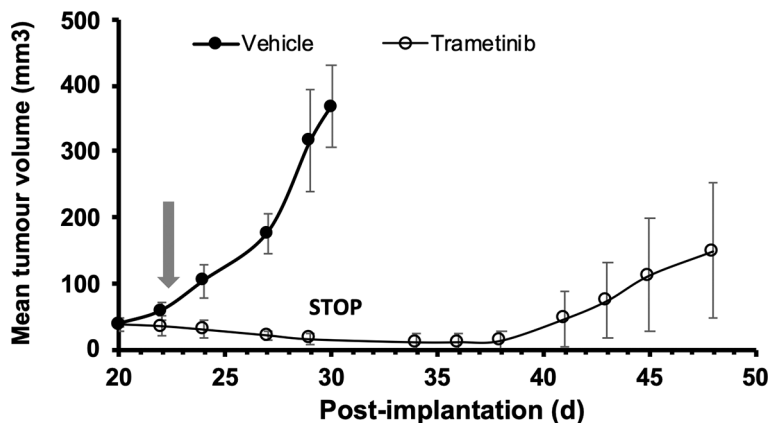 Mean tumour volume (mm3)
500
400
300
200
100
0
Vehicle
Trametinib
STOP
20
25
30
35
40
45
50
Post-implantation (d)